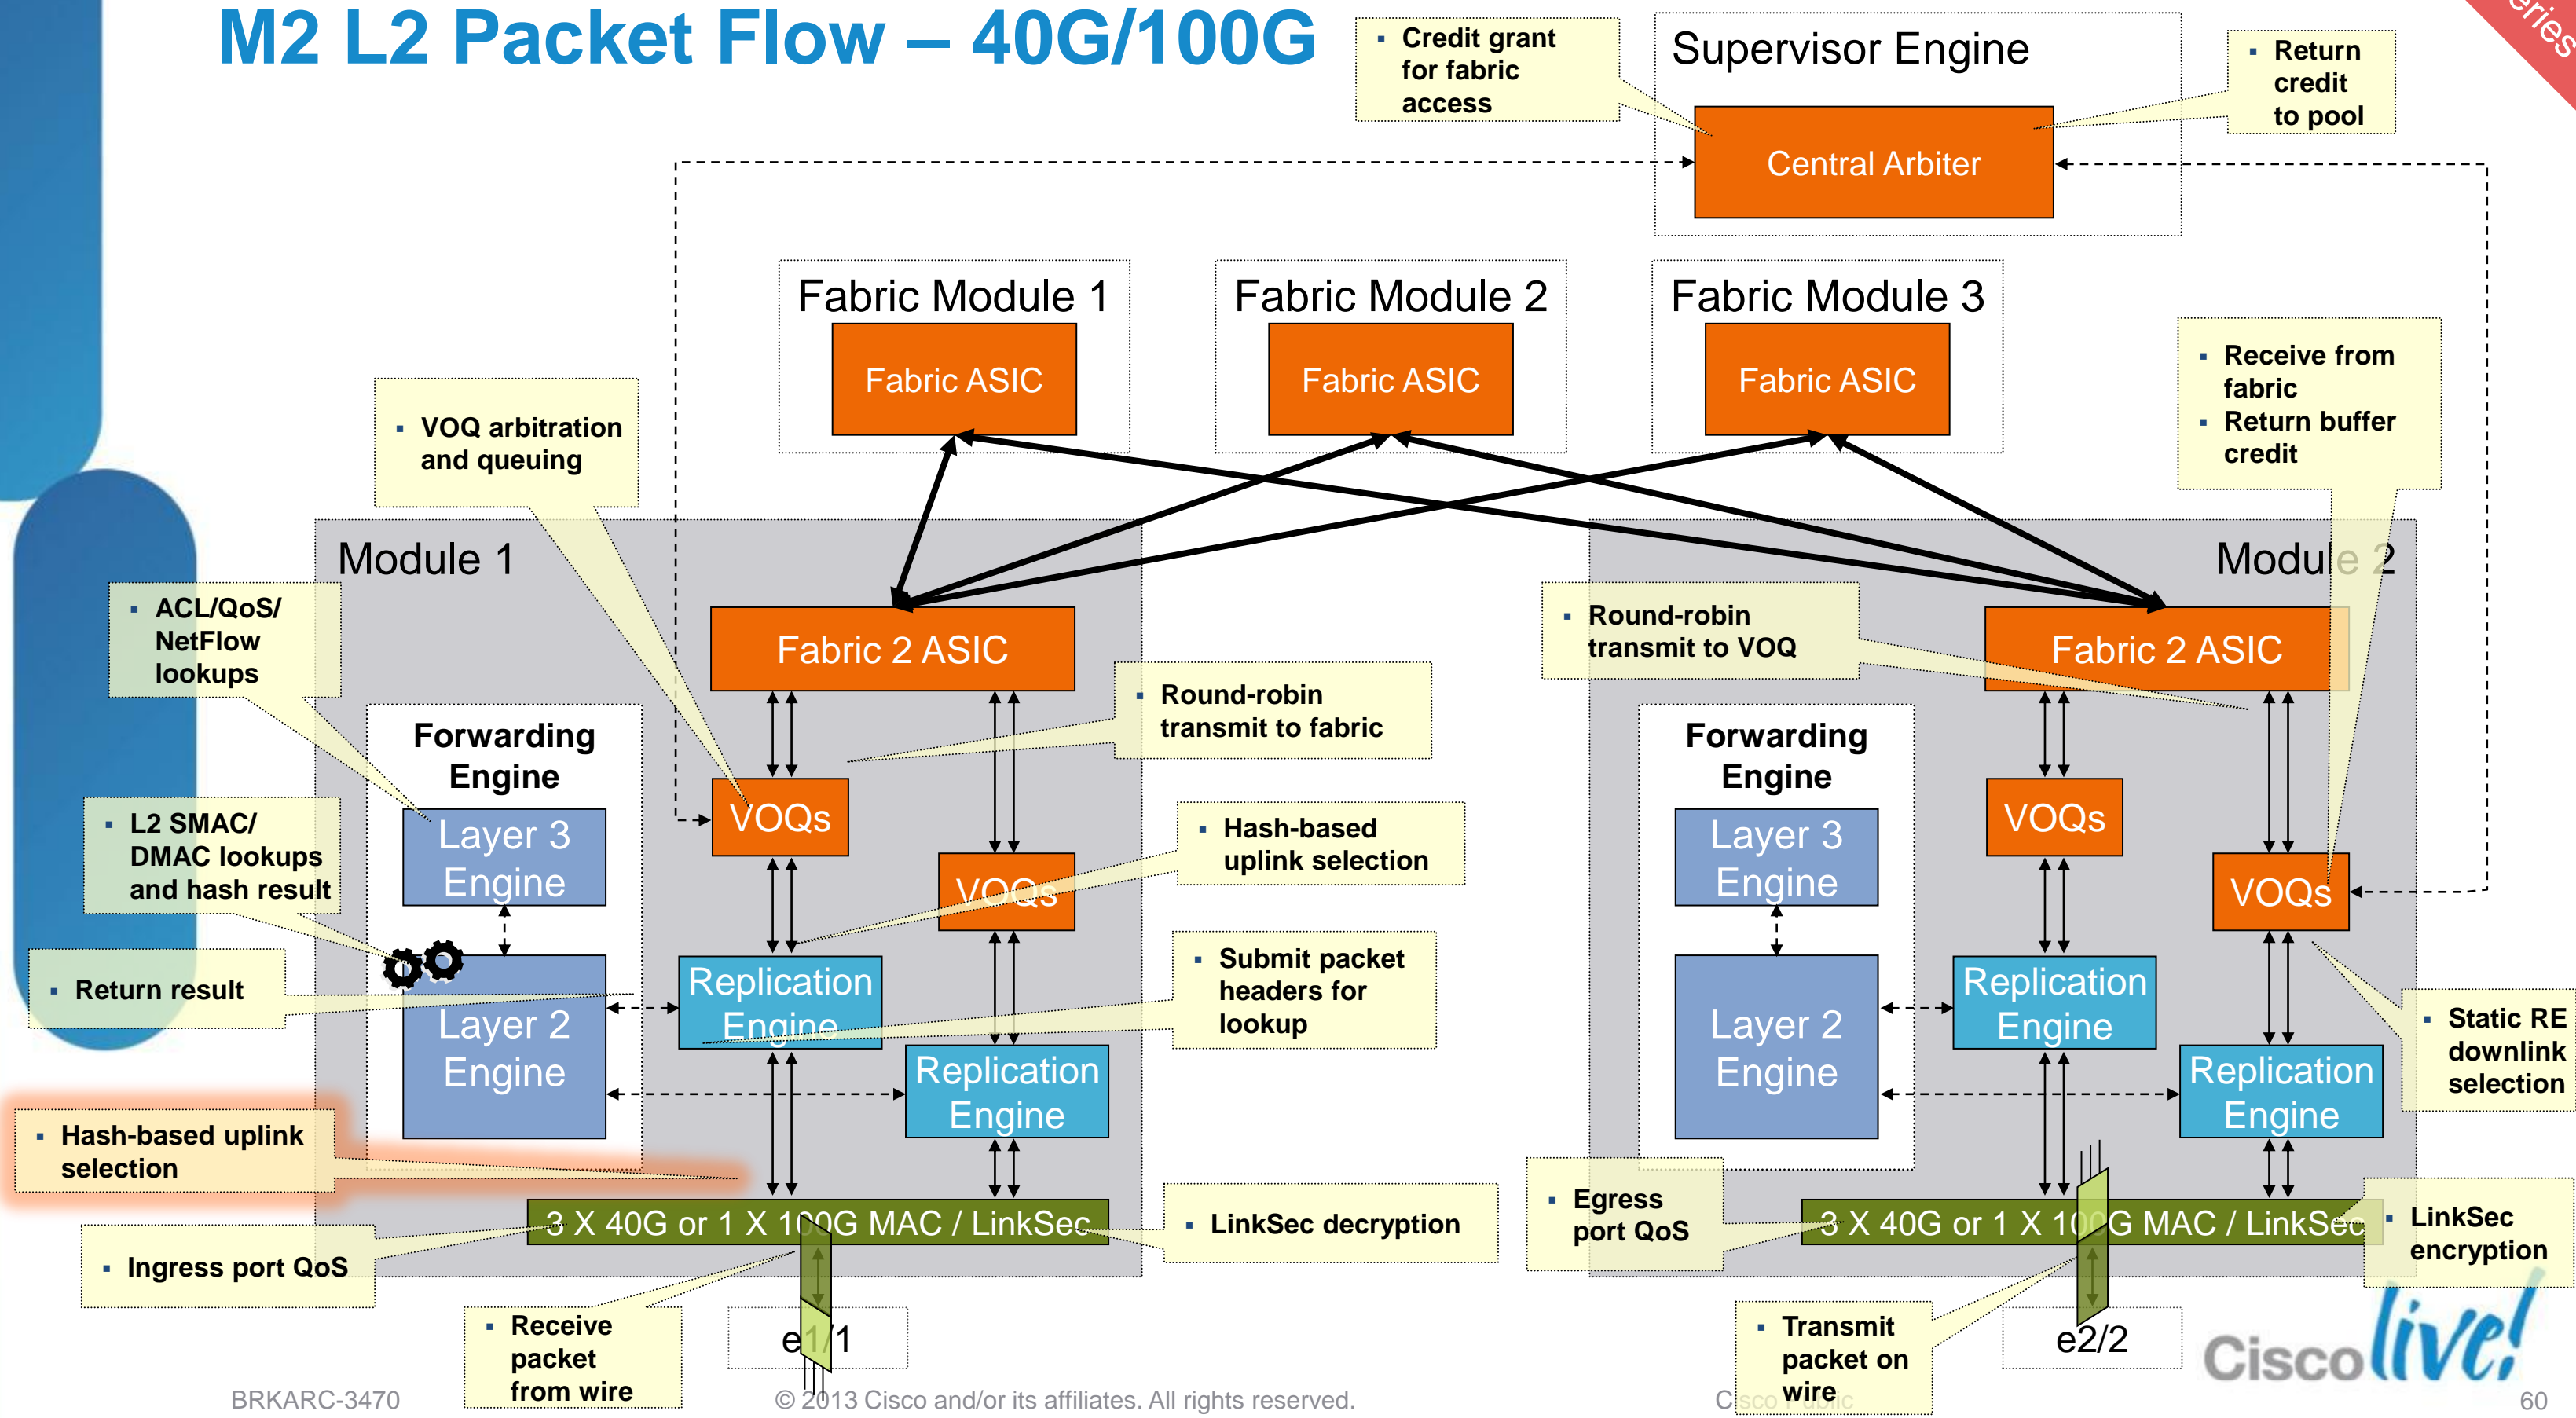 M2 L2 Packet Flow – 40G/100G
▪ Credit grant
for fabric
access
Supervisor Engine
▪ Return
credit
to pool
Central Arbiter
Fabric Module 1
Fabric Module 2
Fabric Module 3
Fabric ASIC
Fabric ASIC
Fabric ASIC
▪ Receive from
fabric
▪ Return buffer
credit
▪ VOQ arbitration
and queuing
Module 1
Module 2
▪ ACL/QoS/
NetFlow
lookups
Fabric 2 ASIC
▪ Round-robin
transmit to fabric
▪ Round-robin
transmit to VOQ
Fabric 2 ASIC
Forwarding
Engine
Forwarding
Engine
▪ L2 SMAC/
DMAC lookups
and hash result
Layer 3
Engine
VOQs
VOQs
▪ Hash-based
uplink selection
Layer 3
Engine
VOQs
VOQs
▪ Return result
Layer 2
Engine
Replication
Engine
Replication
Engine
▪ Submit packet
headers for
lookup
Layer 2
Engine
Replication
Engine
Replication
Engine
▪ Static RE
downlink
selection
▪ Hash-based uplink
selection
▪ Ingress port QoS
3 X 40G or 1 X 100G MAC / LinkSec
▪ LinkSec decryption
▪ Egress
port QoS
3 X 40G or 1 X 100G MAC / LinkSec
▪ LinkSec
encryption
▪ Receive
packet
from wire
e1/1
▪ Transmit
packet on
wire
e2/2
Cisco live!
BRKARC-3470
© 2013 Cisco and/or its affiliates. All rights reserved.
Cisco Public
60